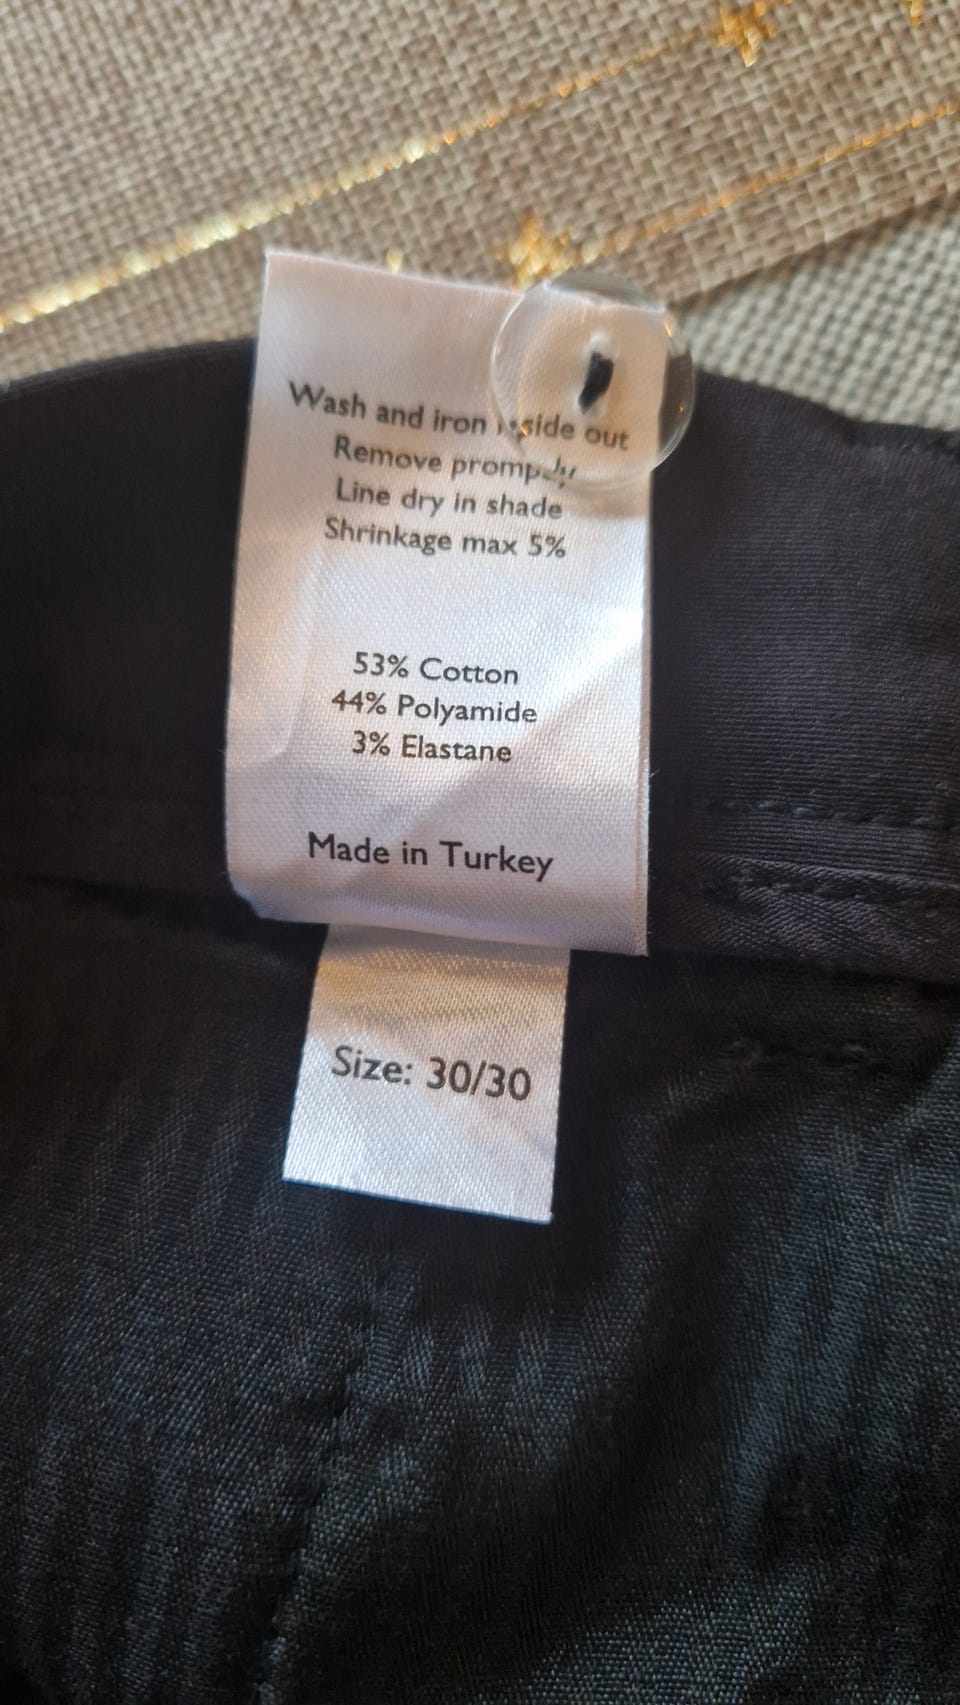 Wash and iron inside out
Remove promptly
Line dry in shade
Shrinkage max 5%
53% Cotton
44% Polyamide
3% Elastane
Made in Turkey
Size: 30/30